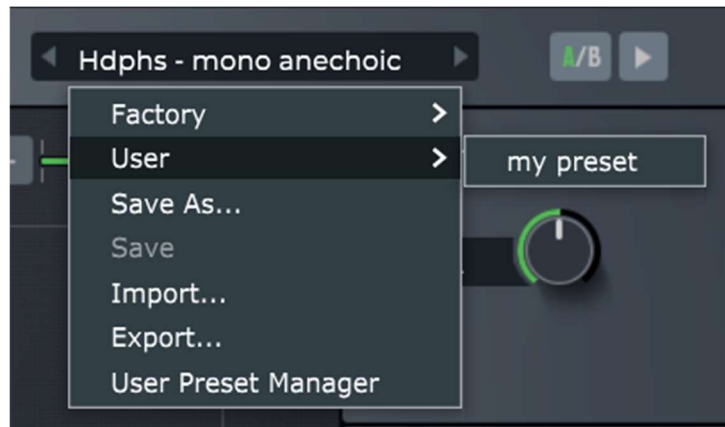 Hdphs - mono anechoic
A/B
Factory
User
my preset
Save As...
Save
Import...
Export...
User Preset Manager